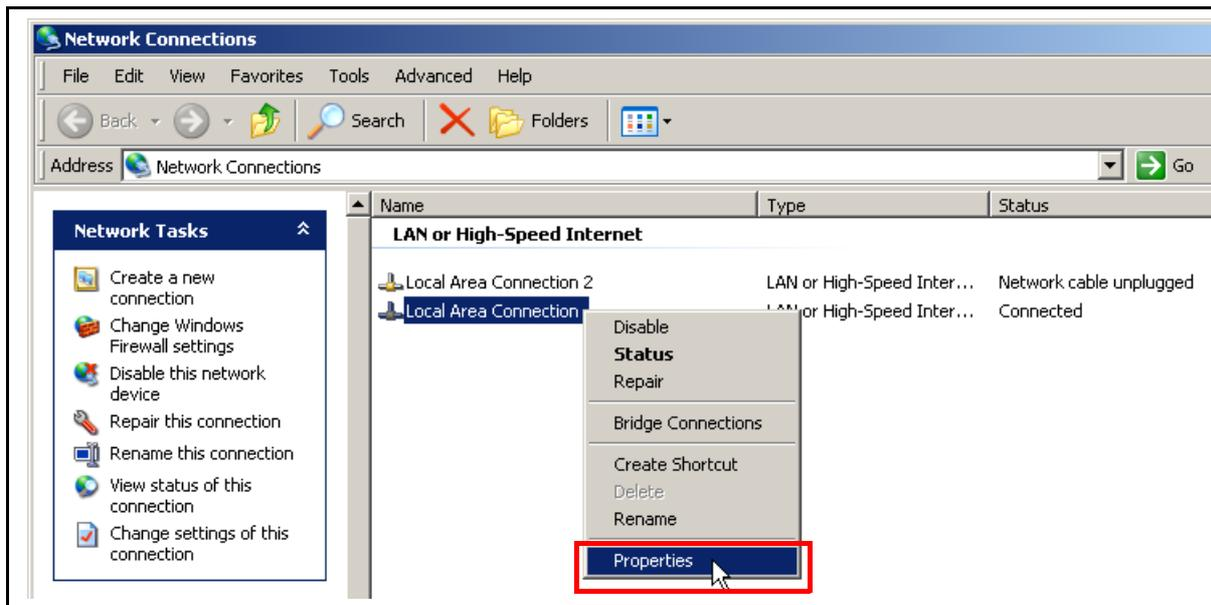 Network Connections
File Edit View Favorites Tools Advanced Help
Back Search Folders
Address Network Connections Go
Network Tasks
Create a new
connection
Change Windows
Firewall settings
Disable this network
device
Repair this connection
Rename this connection
View status of this
connection
Change settings of this
connection
Name Type Status
LAN or High-Speed Internet
Local Area Connection 2 LAN or High-Speed Inter... Network cable unplugged
Local Area Connection LAN or High-Speed Inter... Connected
Disable
Status
Repair
Bridge Connections
Create Shortcut
Delete
Rename
Properties